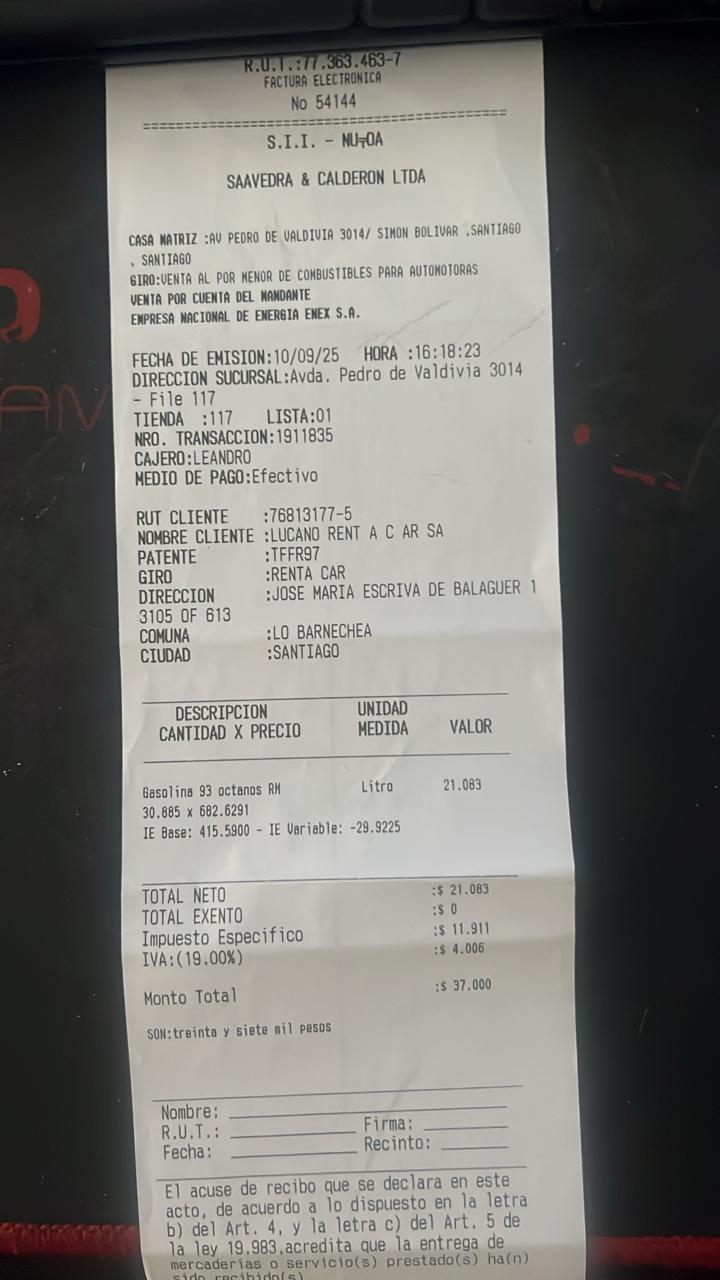 R.U.T.:77.363.463-7
FACTURA ELECTRONICA
No 54144
==========================================
S.I.I. - NU┬OA
SAAVEDRA & CALDERON LTDA
CASA MATRIZ :AV PEDRO DE VALDIVIA 3014/ SIMON BOLIVAR ,SANTIAGO
, SANTIAGO
GIRO:VENTA AL POR MENOR DE COMBUSTIBLES PARA AUTOMOTORAS
VENTA POR CUENTA DEL MANDANTE
EMPRESA NACIONAL DE ENERGIA ENEX S.A.
FECHA DE EMISION:10/09/25 HORA :16:18:23
DIRECCION SUCURSAL:Avda. Pedro de Valdivia 3014
- File 117
TIENDA :117 LISTA:01
NRO. TRANSACCION:1911835
CAJERO:LEANDRO
MEDIO DE PAGO:Efectivo
RUT CLIENTE :76813177-5
NOMBRE CLIENTE :LUCANO RENT A C AR SA
PATENTE :TFFR97
GIRO :RENTA CAR
DIRECCION :JOSE MARIA ESCRIVA DE BALAGUER 1
3105 OF 613
COMUNA :LO BARNECHEA
CIUDAD :SANTIAGO
DESCRIPCION UNIDAD
CANTIDAD X PRECIO MEDIDA VALOR
Gasolina 93 octanos RM Litro 21.083
30.885 x 682.6291
IE Base: 415.5900 - IE Variable: -29.9225
TOTAL NETO :$ 21.083
TOTAL EXENTO :$ 0
Impuesto Especifico :$ 11.911
IVA:(19.00%) :$ 4.006
Monto Total :$ 37.000
SON:treinta y siete mil pesos
Nombre: ____________________
R.U.T.: __________ Firma: ________
Fecha: __________ Recinto: ________
El acuse de recibo que se declara en este
acto, de acuerdo a lo dispuesto en la letra
b) del Art. 4, y la letra c) del Art. 5 de
la ley 19.983,acredita que la entrega de
mercaderias o servicio(s) prestado(s) ha(n)
sido recibido(s)